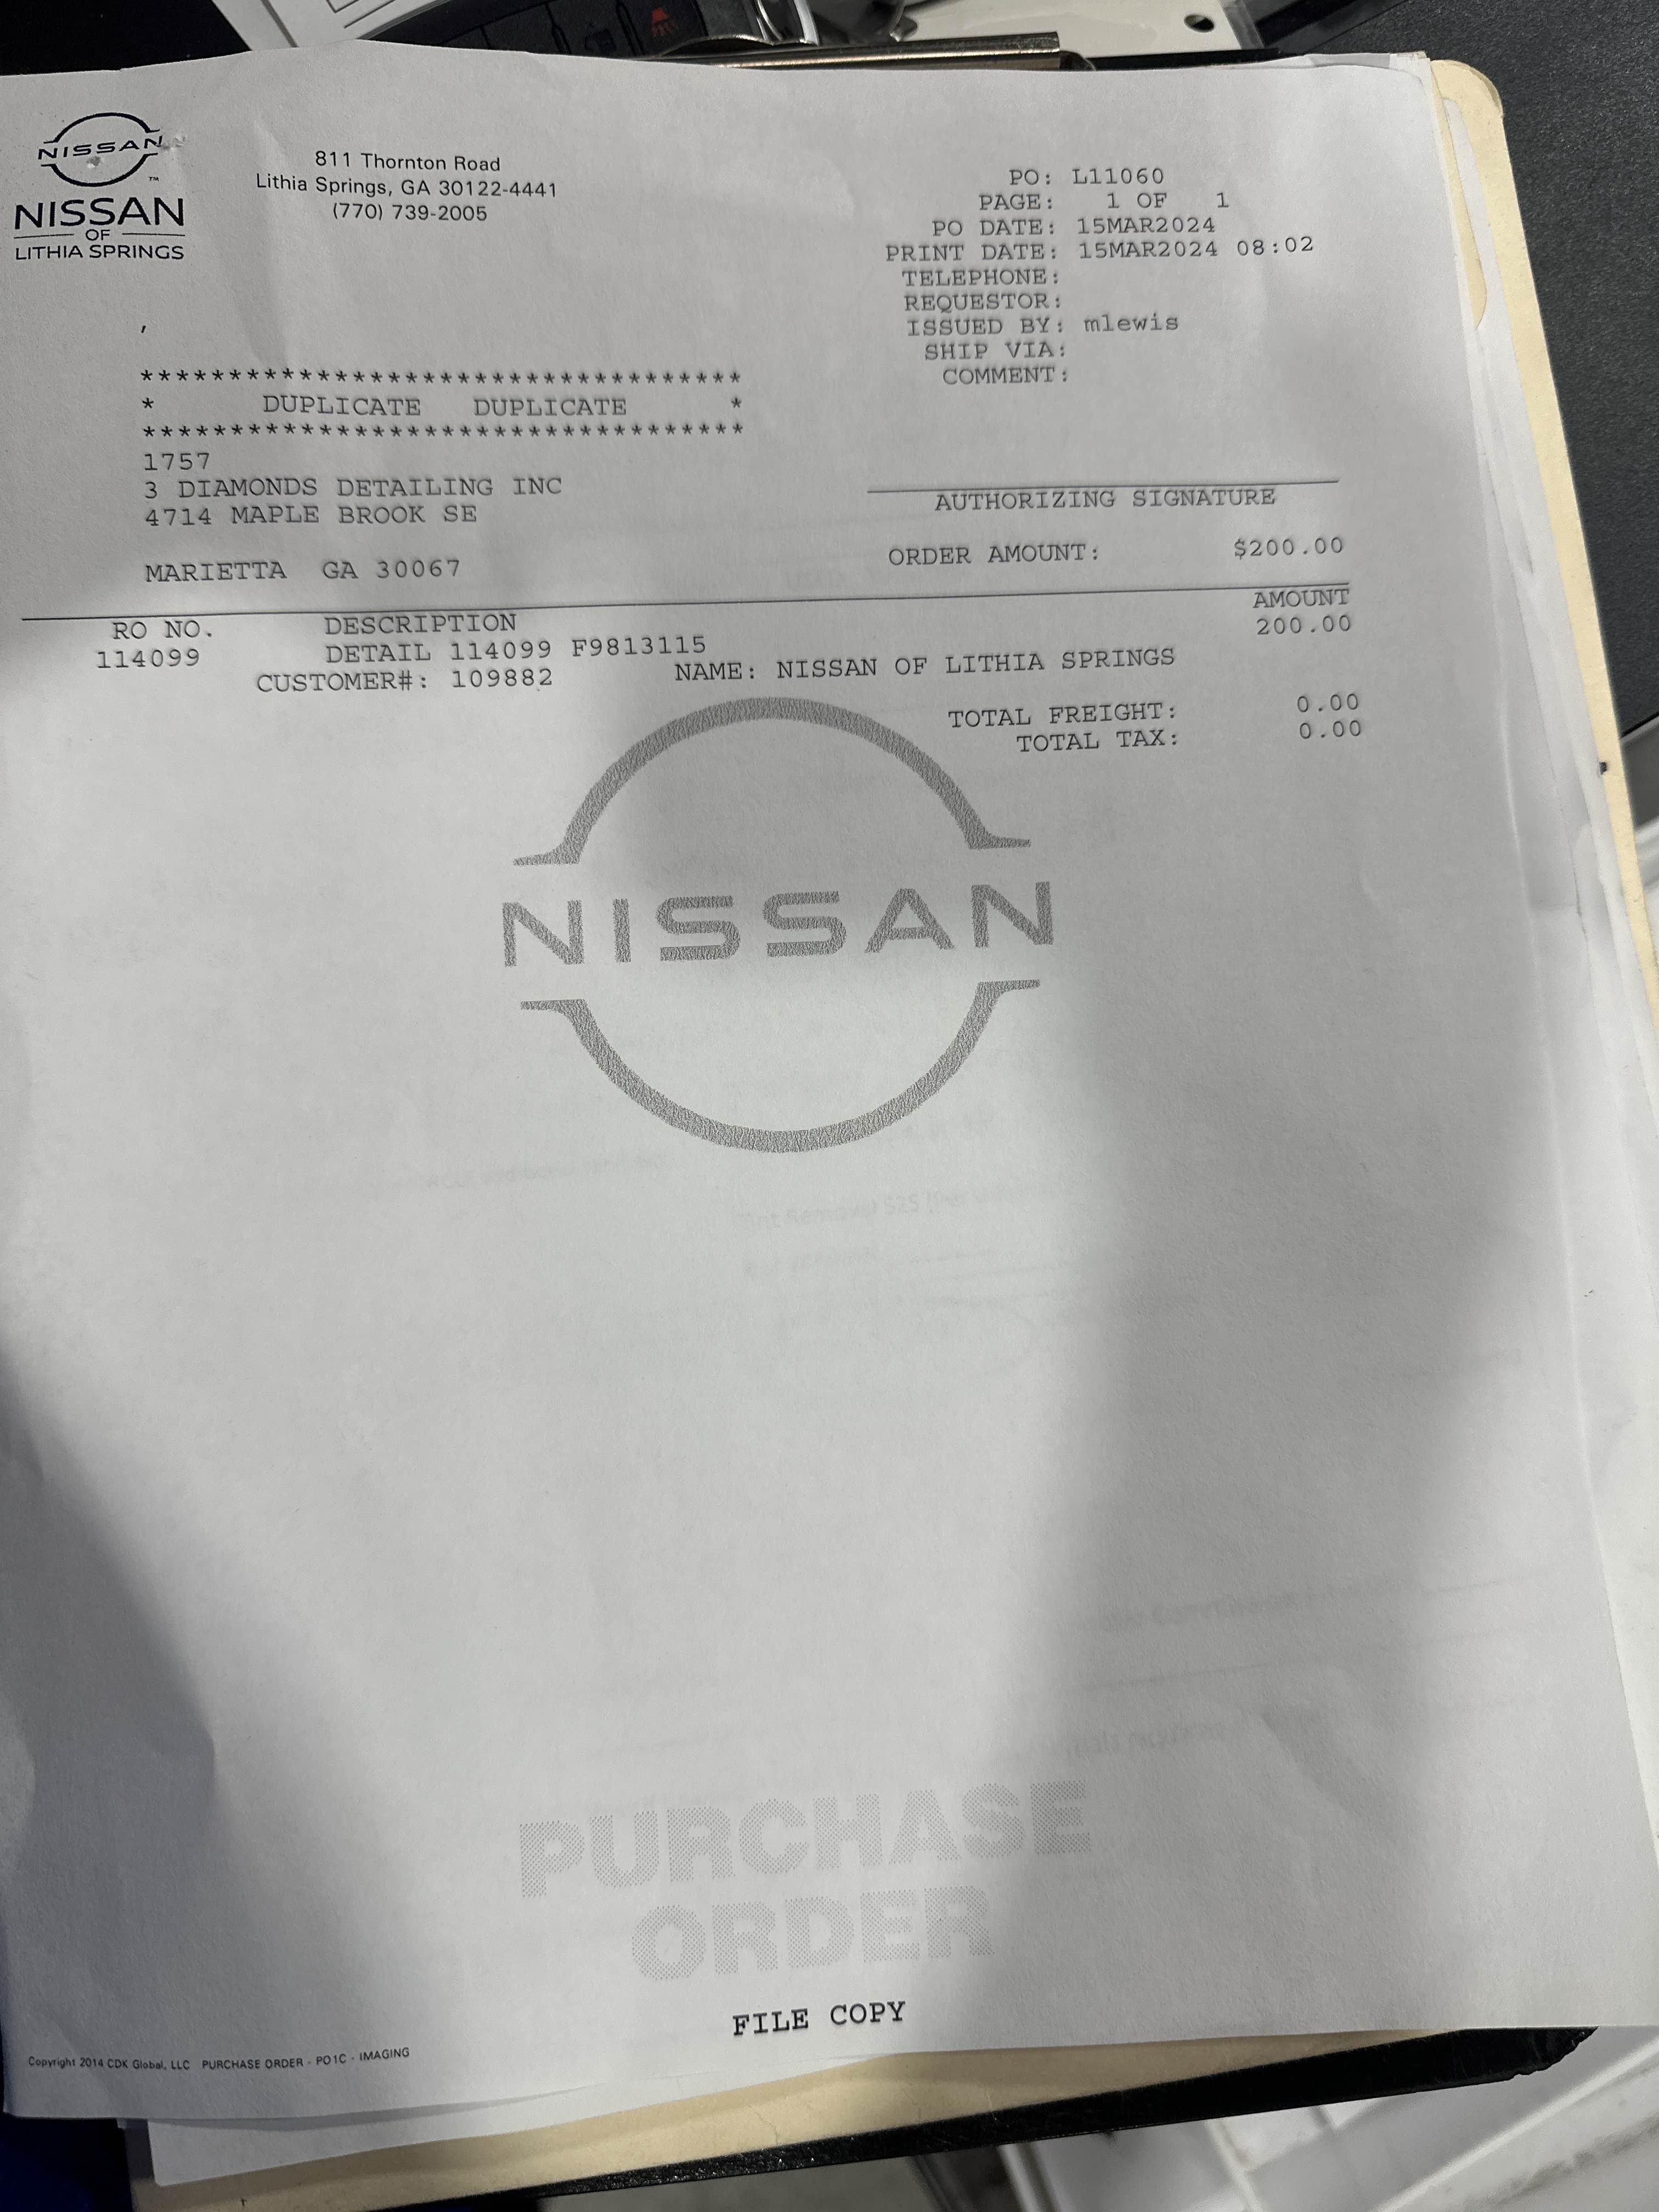 NISSAN
™
NISSAN
OF
LITHIA SPRINGS
811 Thornton Road
Lithia Springs, GA 30122-4441
(770) 739-2005
PO: L11060
PAGE: 1 OF 1
PO DATE: 15MAR2024
PRINT DATE: 15MAR2024 08:02
TELEPHONE:
REQUESTOR:
ISSUED BY: mlewis
SHIP VIA:
COMMENT:
,
***********************************
* DUPLICATE DUPLICATE *
***********************************
1757
3 DIAMONDS DETAILING INC
4714 MAPLE BROOK SE
MARIETTA GA 30067
AUTHORIZING SIGNATURE
ORDER AMOUNT: $200.00
RO NO. DESCRIPTION AMOUNT
114099 DETAIL 114099 F9813115 200.00
CUSTOMER#: 109882 NAME: NISSAN OF LITHIA SPRINGS
TOTAL FREIGHT: 0.00
TOTAL TAX: 0.00
NISSAN
PURCHASE
ORDER
FILE COPY
Copyright 2014 CDK Global, LLC PURCHASE ORDER - PO1C - IMAGING